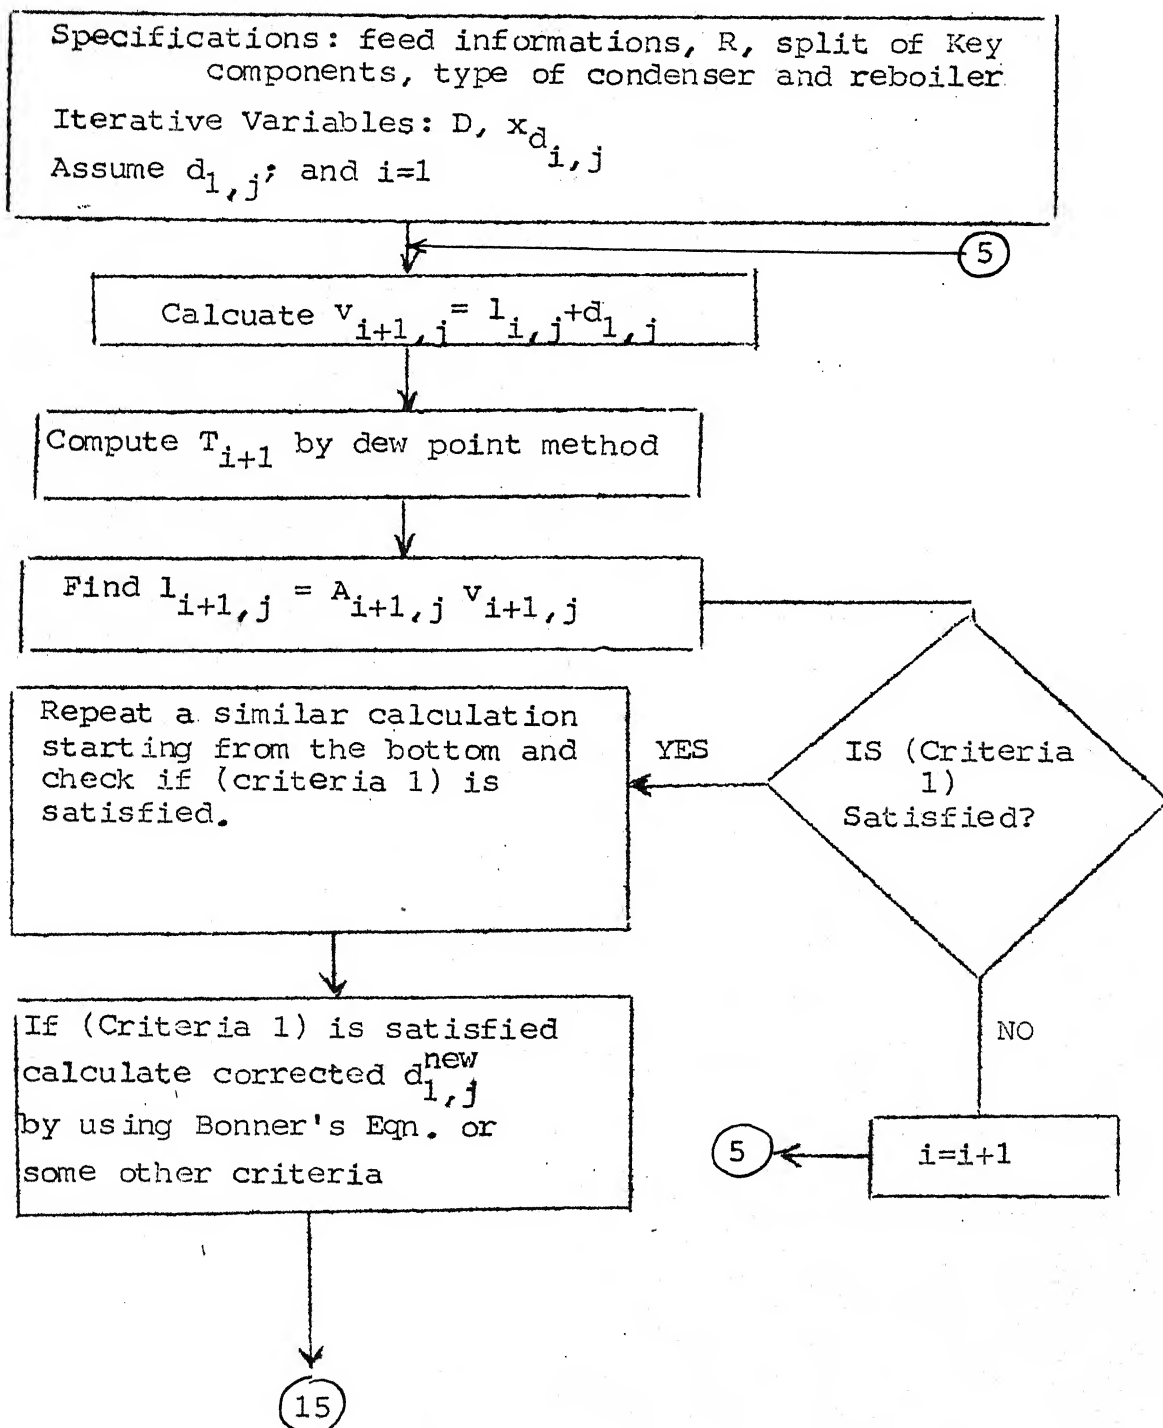 Specifications: feed informations, R, split of Key
components, type of condenser and reboiler
Iterative Variables: D, x_{d_{i,j}}
Assume d_{1,j}; and i=1
5
Calcuate v_{i+1,j} = l_{i,j}+d_{1,j}
Compute T_{i+1} by dew point method
Find l_{i+1,j} = A_{i+1,j} v_{i+1,j}
Repeat a similar calculation
starting from the bottom and
check if (criteria 1) is
satisfied.
YES
IS (Criteria
1)
Satisfied?
NO
If (Criteria 1) is satisfied
calculate corrected d_{1,j}^{new}
by using Bonner's Eqn. or
some other criteria
5
i=i+1
15